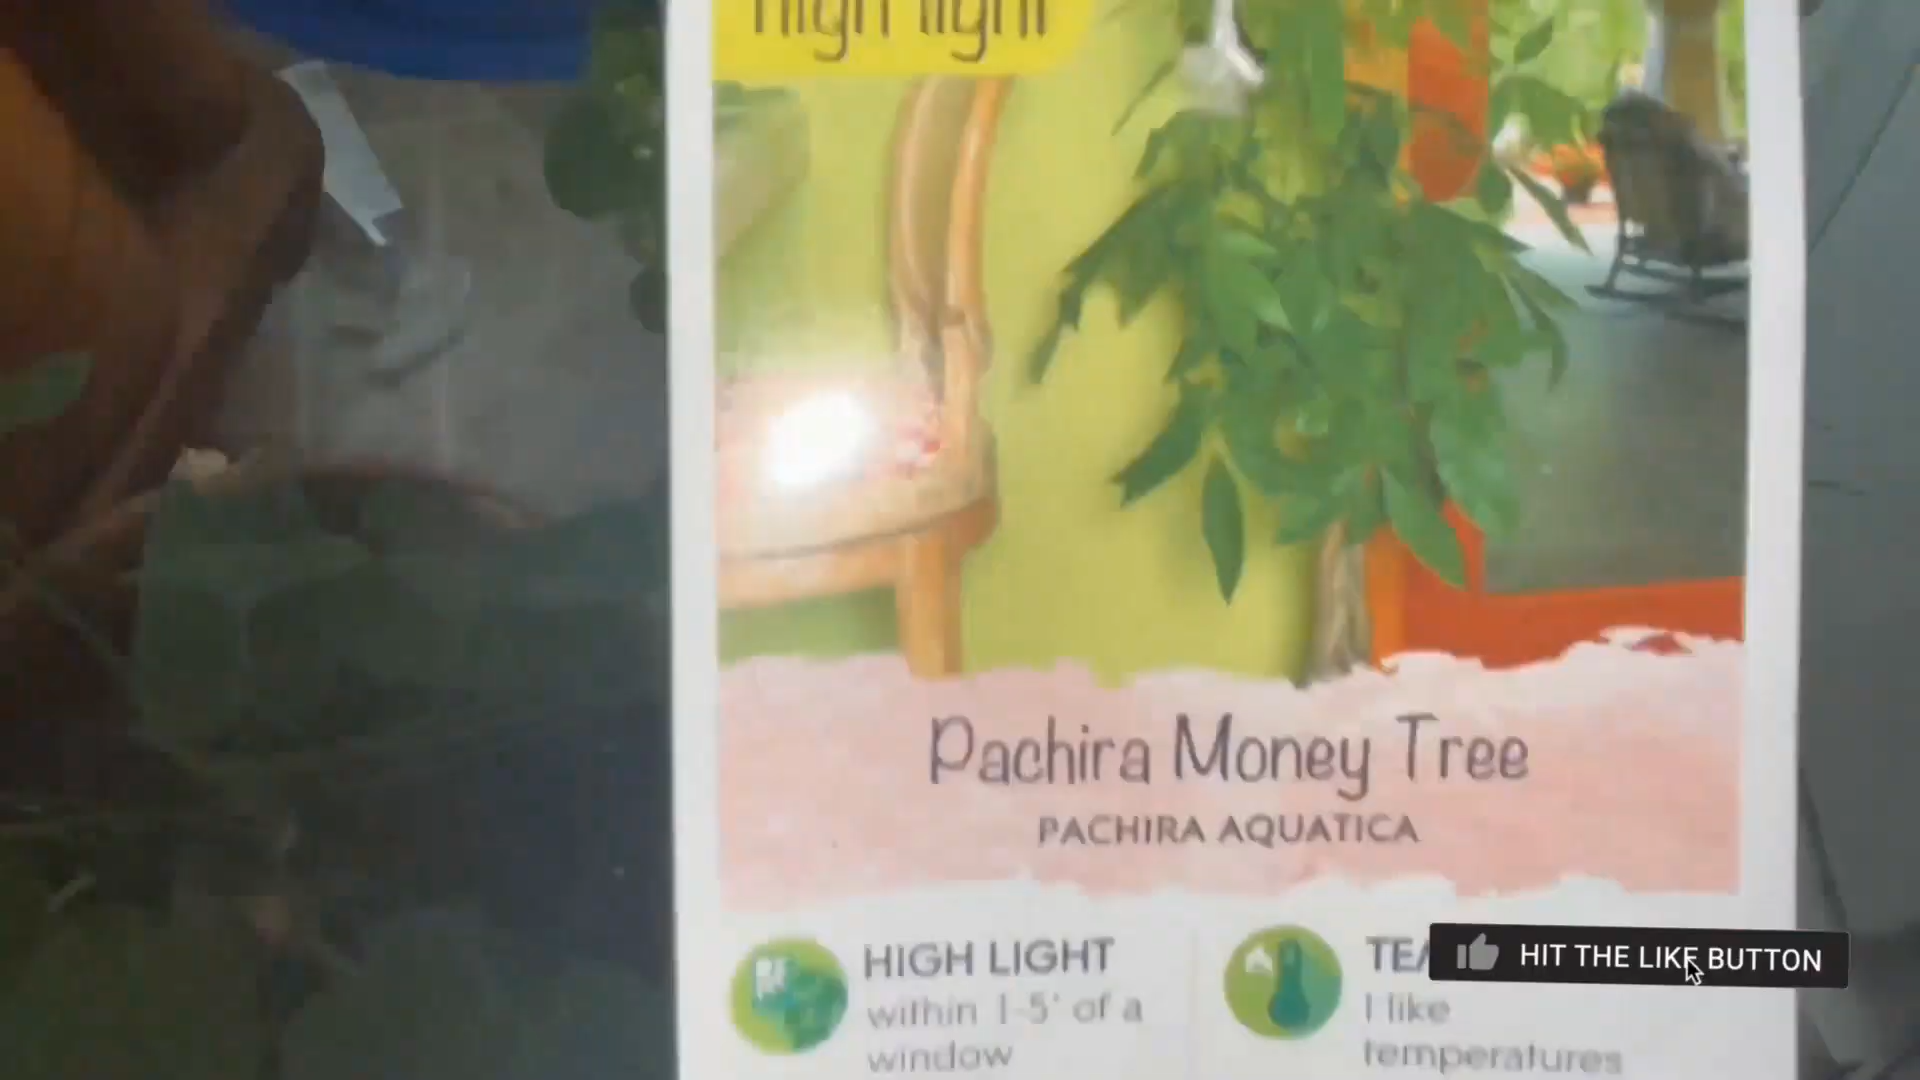 High light
Pachira Money Tree
PACHIRA AQUATICA
HIGH LIGHT
within 1-5' of a
window
I like
temperatures
HIT THE LIKE BUTTON